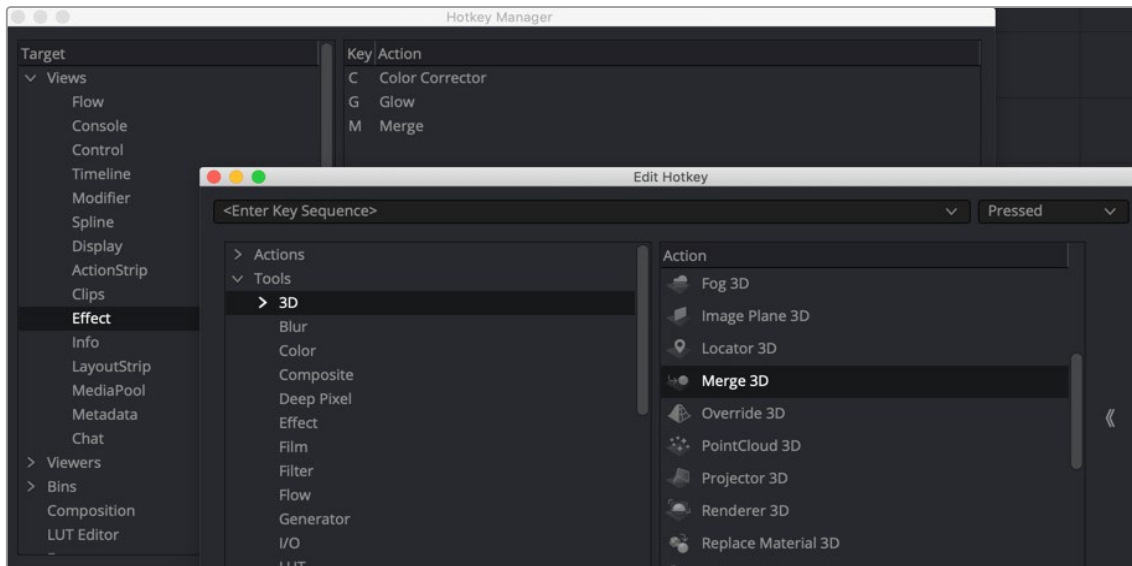 Hotkey Manager
Target
Key Action
Views
Flow
Console
Control
Timeline
Modifier
Spline
Display
ActionStrip
Clips
Effect
Info
LayoutStrip
MediaPool
Metadata
Chat
Viewers
Bins
Composition
LUT Editor
C Color Corrector
G Glow
M Merge
Edit Hotkey
<Enter Key Sequence>
Pressed
Actions
Tools
3D
Blur
Color
Composite
Deep Pixel
Effect
Film
Filter
Flow
Generator
I/O
LUT
Action
Fog 3D
Image Plane 3D
Locator 3D
Merge 3D
Override 3D
PointCloud 3D
Projector 3D
Renderer 3D
Replace Material 3D